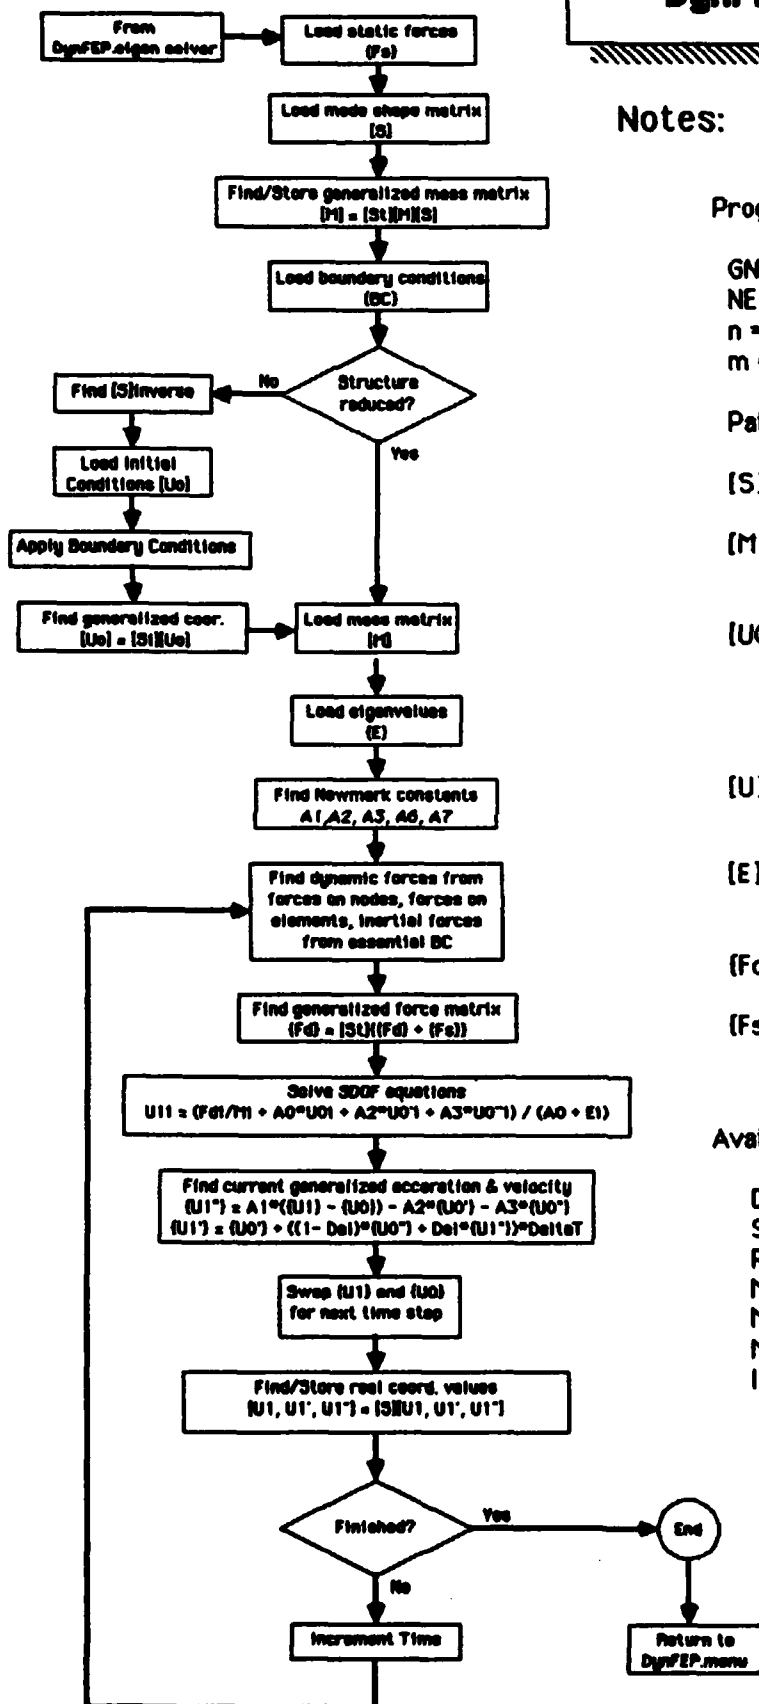 From
DynFEP.eigen solver
Load static forces
{Fs}
Load mode shape matrix
[S]
Find/Store generalized mass matrix
[M] = [St][M][S]
Load boundary conditions
{BC}
Structure
reduced?
No
Yes
Find [S]inverse
Load initial
Conditions [Uo]
Apply Boundary Conditions
Find generalized coor.
[Uo] = [Si][Uo]
Load mass matrix
[M]
Load eigenvalues
{E}
Find Newmark constants
A1,A2, A3, A6, A7
Find dynamic forces from
forces on nodes, forces on
elements, inertial forces
from essential BC
Find generalized force matrix
{Fd} = [St]({Fd} + {Fs})
Solve SDOF equations
U1i = (Fdi/Mi + A0*U0i + A2*U0'i + A3*U0"i) / (A0 + Ei)
Find current generalized acceration & velocity
{U1"} = A1*({U1} - {U0}) - A2*{U0'} - A3*{U0"}
{U1'} = {U0'} + ((1- Del)*{U0"} + Del*{U1"})*DeltaT
Swap {U1} and {U0}
for next time step
Find/Store real coord. values
[U1, U1', U1"] = [S][U1, U1', U1"]
Finished?
Yes
End
No
Increment Time
Return to
DynFEP.menu
Notes:
GN
NE
n =
m
[S]
[M
[U
[U]
[E]
{F
{Fs